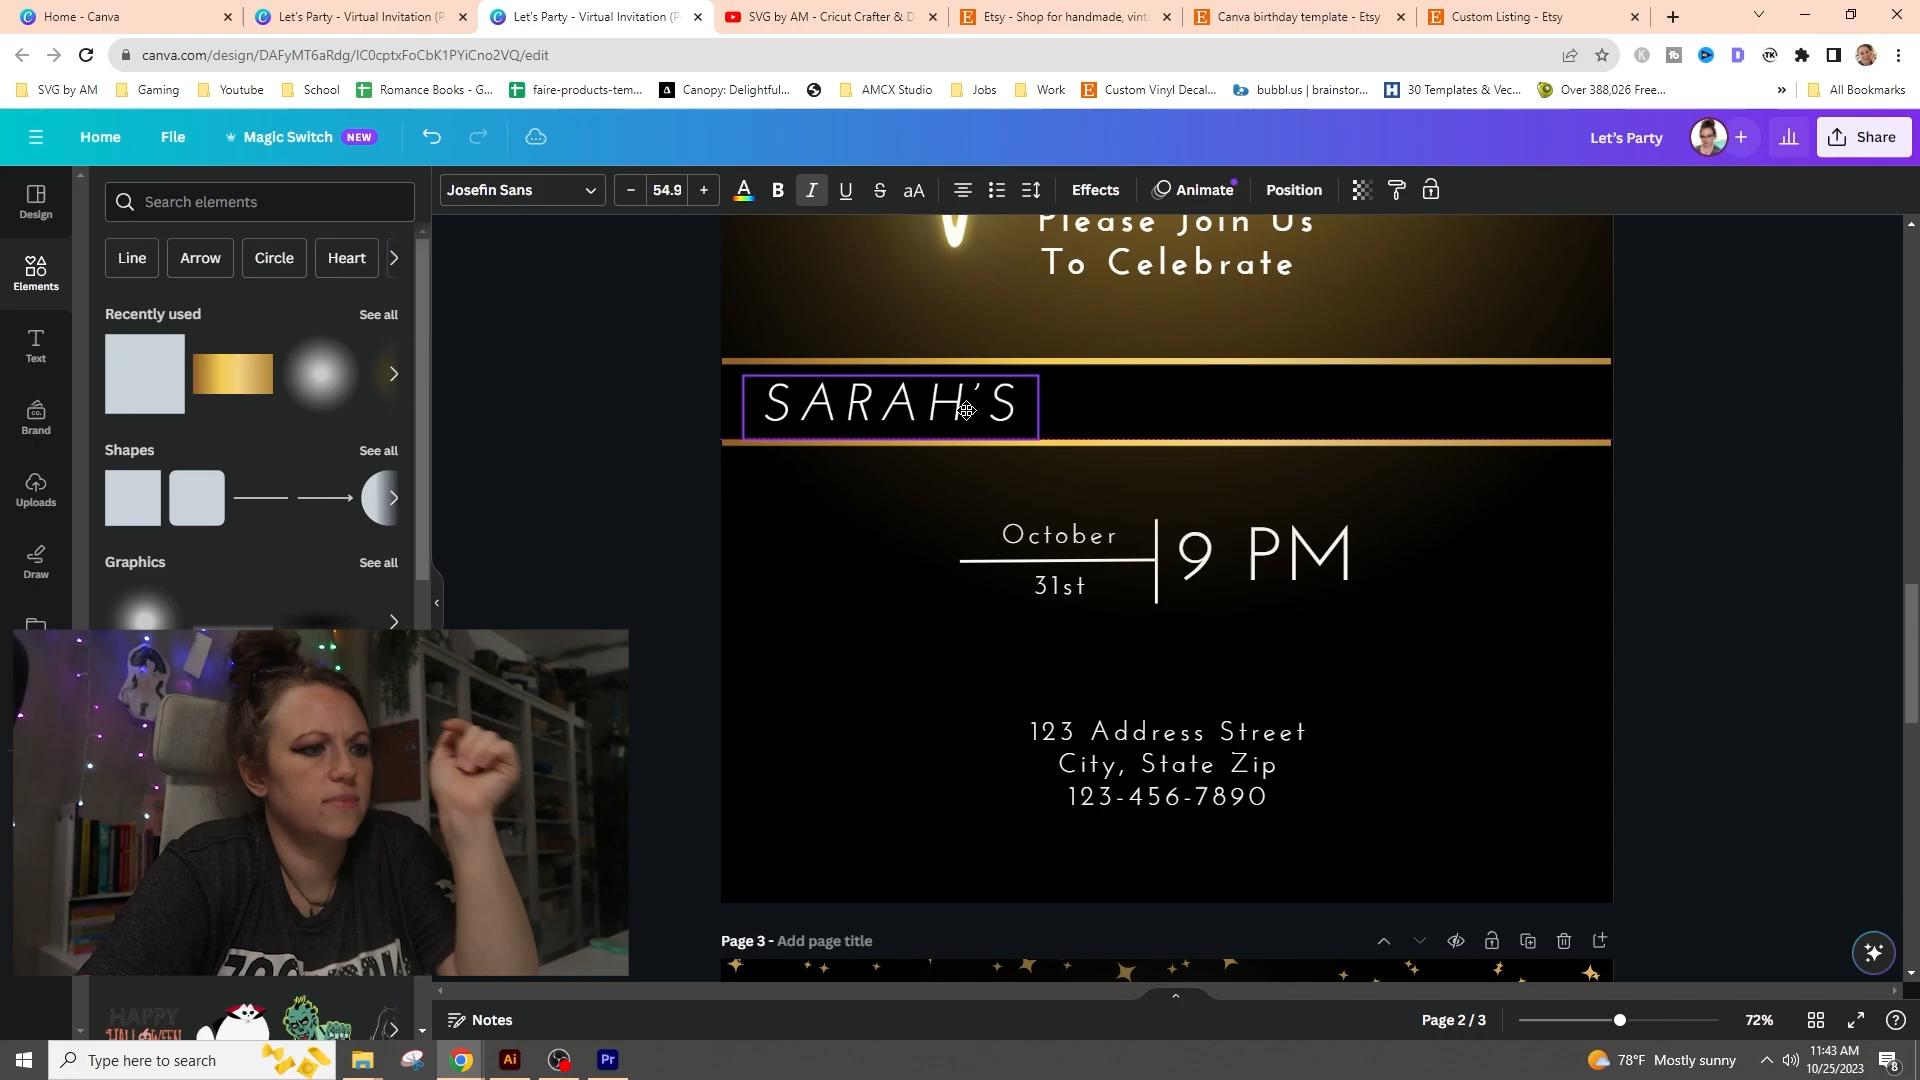 Home - Canva
Let's Party - Virtual Invitation (P
Let's Party - Virtual Invitation (P
SVG by AM - Cricut Crafter & D
Etsy - Shop for handmade, vint
Canva birthday template - Etsy
Custom Listing - Etsy
canva.com/design/DAFyMT6aRdg/IC0cptxFoCbK1PYiCno2VQ/edit
SVG by AM
Gaming
Youtube
School
Romance Books - G...
faire-products-tem...
Canopy: Delightful...
AMCX Studio
Jobs
Work
Custom Vinyl Decal...
bubbl.us | brainstor...
30 Templates & Vec...
Over 388,026 Free...
All Bookmarks
Home
File
Magic Switch
NEW
Let's Party
Share
Josefin Sans
54.9
B
I
U
S
aA
Effects
Animate
Position
Design
Elements
Text
Brand
Uploads
Draw
Search elements
Line
Arrow
Circle
Heart
Recently used
See all
Shapes
See all
Graphics
See all
HAPPY
HALLOWEEN
Please Join Us
To Celebrate
SARAH'S
October
31st
9 PM
123 Address Street
City, State Zip
123-456-7890
Page 3 - Add page title
Notes
Page 2 / 3
72%
Type here to search
Ai
Pr
78°F Mostly sunny
11:43 AM
10/25/2023
8